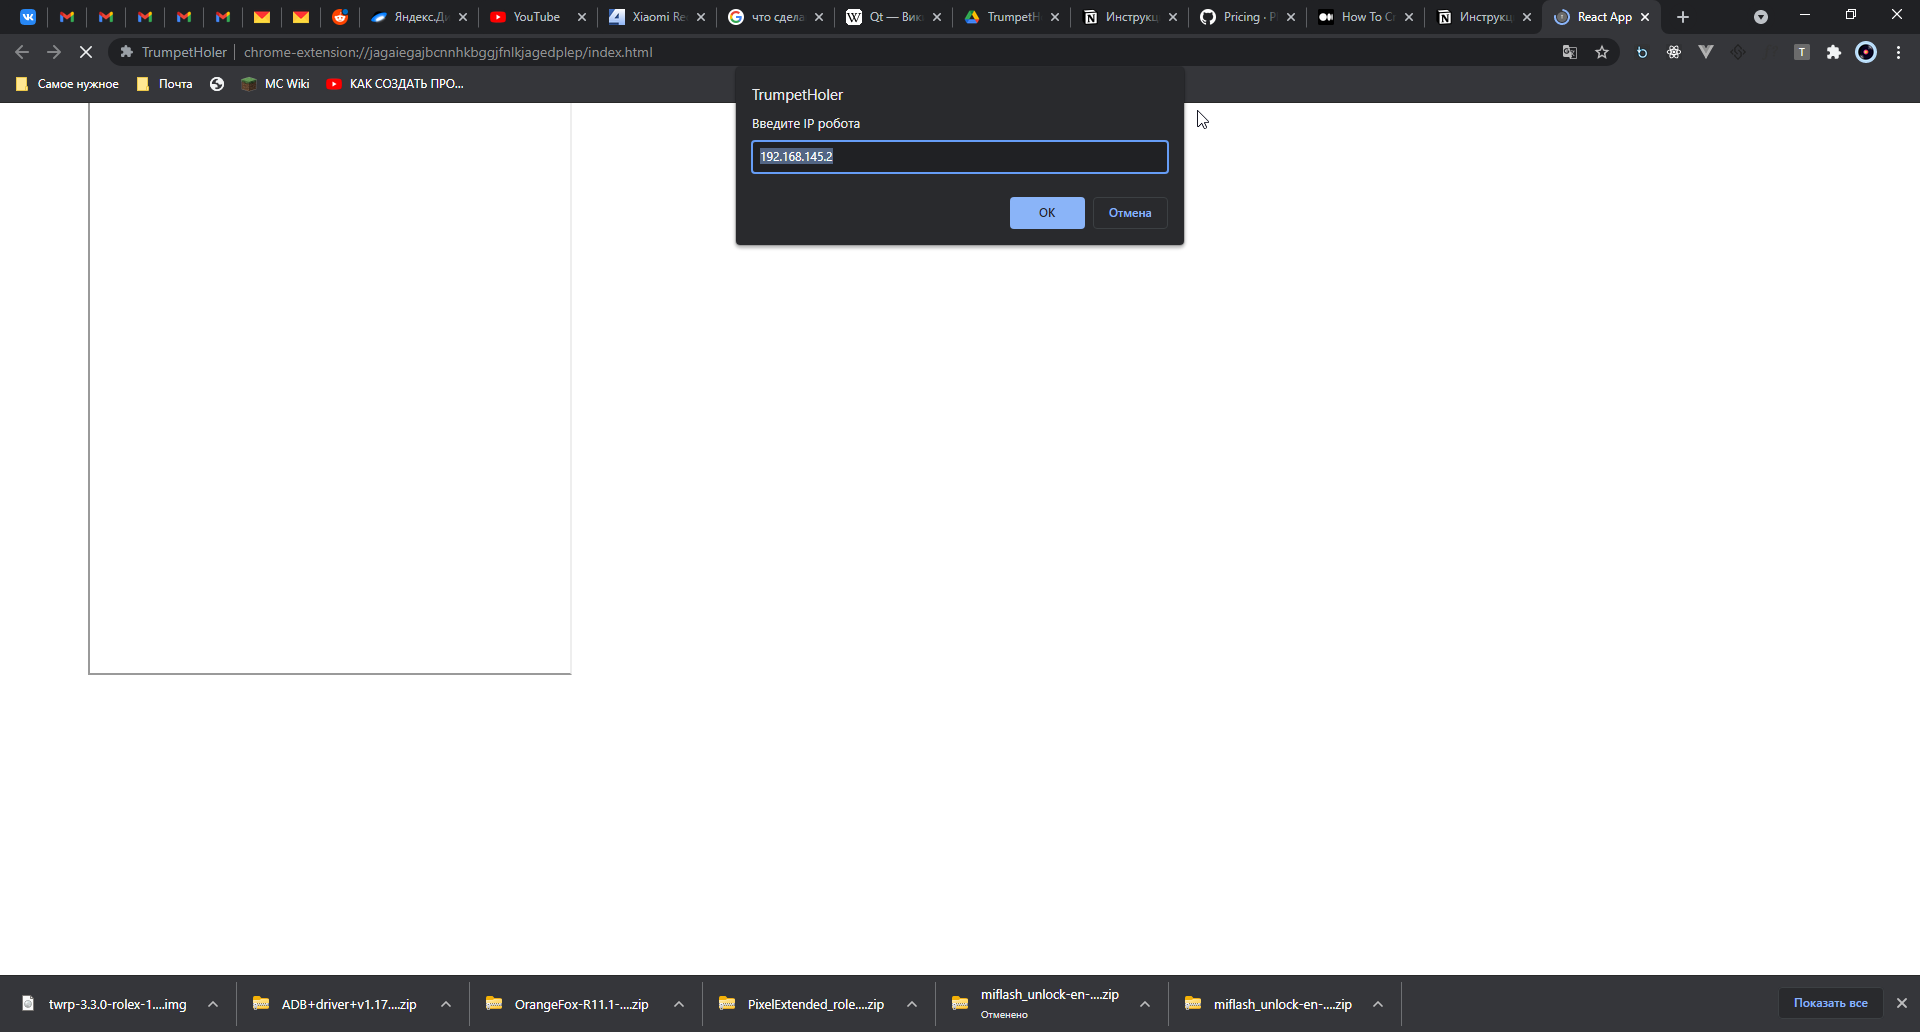 Яндекс.Ди
YouTube
Xiaomi Re
что сдела
Qt — Вик
TrumpetH
Инструкц
Pricing · P
How To Cr
Инструкц
React App
TrumpetHoler
chrome-extension://jagaiegajbcnnhkbggjfnlkjagedplep/index.html
Самое нужное
Почта
MC Wiki
КАК СОЗДАТЬ ПРО...
TrumpetHoler
Введите IP робота
192.168.145.2
ОК
Отмена
twrp-3.3.0-rolex-1....img
ADB+driver+v1.17....zip
OrangeFox-R11.1-....zip
PixelExtended_role....zip
miflash_unlock-en-....zip
Отменено
miflash_unlock-en-....zip
Показать все